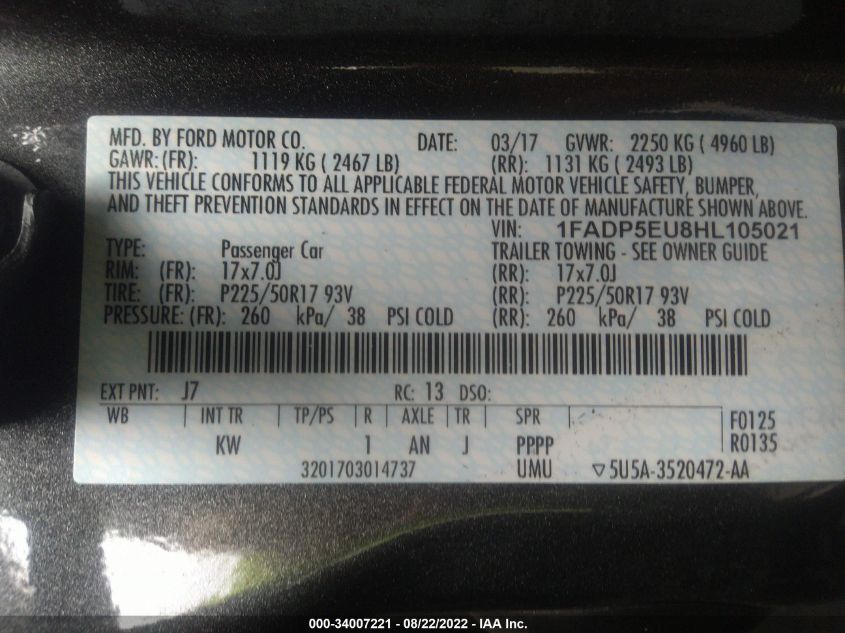 MFD. BY FORD MOTOR CO. DATE: 03/17 GVWR: 2250 KG ( 4960 LB)
GAWR: (FR): 1119 KG ( 2467 LB) (RR): 1131 KG ( 2493 LB)
THIS VEHICLE CONFORMS TO ALL APPLICABLE FEDERAL MOTOR VEHICLE SAFETY, BUMPER,
AND THEFT PREVENTION STANDARDS IN EFFECT ON THE DATE OF MANUFACTURE SHOWN ABOVE.
VIN: 1FADP5EU8HL105021
TYPE: Passenger Car TRAILER TOWING - SEE OWNER GUIDE
RIM: (FR): 17x7.0J (RR): 17x7.0J
TIRE: (FR): P225/50R17 93V (RR): P225/50R17 93V
PRESSURE: (FR): 260 kPa/ 38 PSI COLD (RR): 260 kPa/ 38 PSI COLD
EXT PNT: J7 RC: 13 DSO:
WB INT TR TP/PS R AXLE TR SPR F0125
KW 1 AN J PPPP R0135
3201703014737 UMU ▽5U5A-3520472-AA
000-34007221 - 08/22/2022 - IAA Inc.